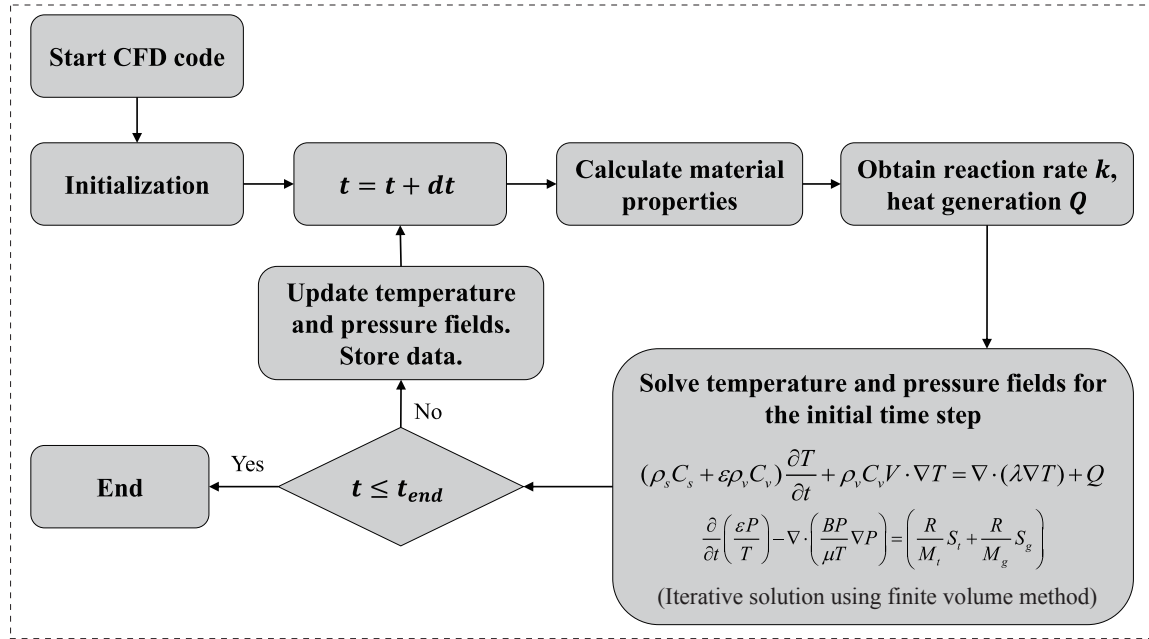 Start CFD code
Initialization
t = t + dt
Calculate material
properties
Obtain reaction rate k,
heat generation Q
Update temperature
and pressure fields.
Store data.
Solve temperature and pressure fields for
the initial time step
(ρ_s C_s + ερ_v C_v) ∂T/∂t + ρ_v C_v V · ∇T = ∇ · (λ∇T) + Q
∂/∂t (εP/T) − ∇ · (BP/μT ∇P) = (R/M_t S_t + R/M_g S_g)
(Iterative solution using finite volume method)
No
Yes
End
t ≤ t_end